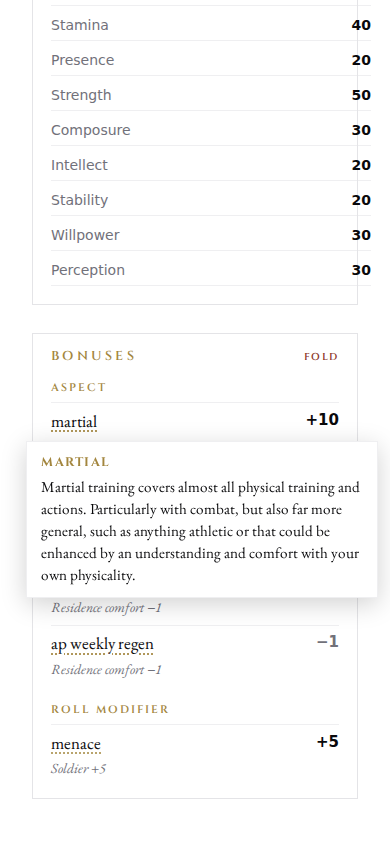 Stamina 40
Presence 20
Strength 50
Composure 30
Intellect 20
Stability 20
Willpower 30
Perception 30
BONUSES FOLD
ASPECT
martial +10
MARTIAL
Martial training covers almost all physical training and
actions. Particularly with combat, but also far more
general, such as anything athletic or that could be
enhanced by an understanding and comfort with your
own physicality.
Residence comfort −1
ap weekly regen −1
Residence comfort −1
ROLL MODIFIER
menace +5
Soldier +5